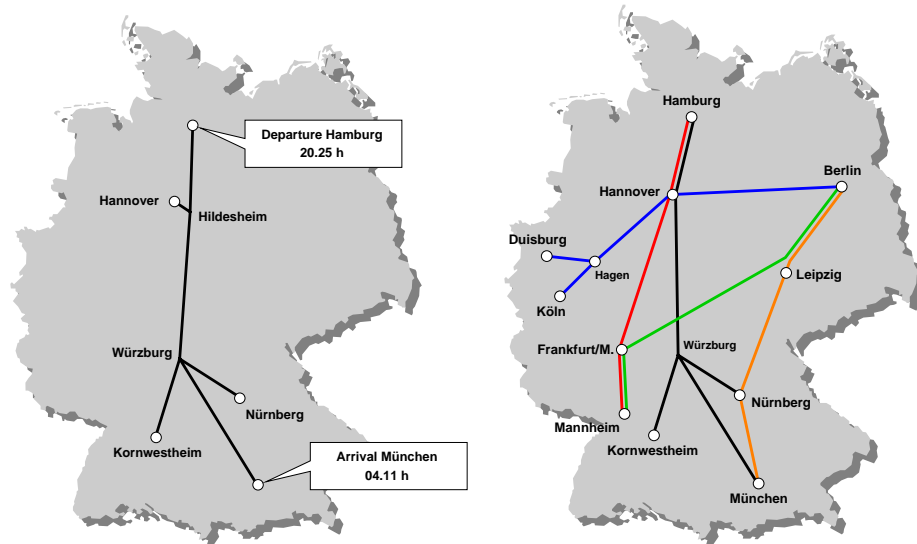 Departure Hamburg
20.25 h
Hannover
Hildesheim
Würzburg
Nürnberg
Kornwestheim
Arrival München
04.11 h
Hamburg
Berlin
Hannover
Duisburg
Hagen
Leipzig
Köln
Würzburg
Frankfurt/M.
Nürnberg
Mannheim
Kornwestheim
München